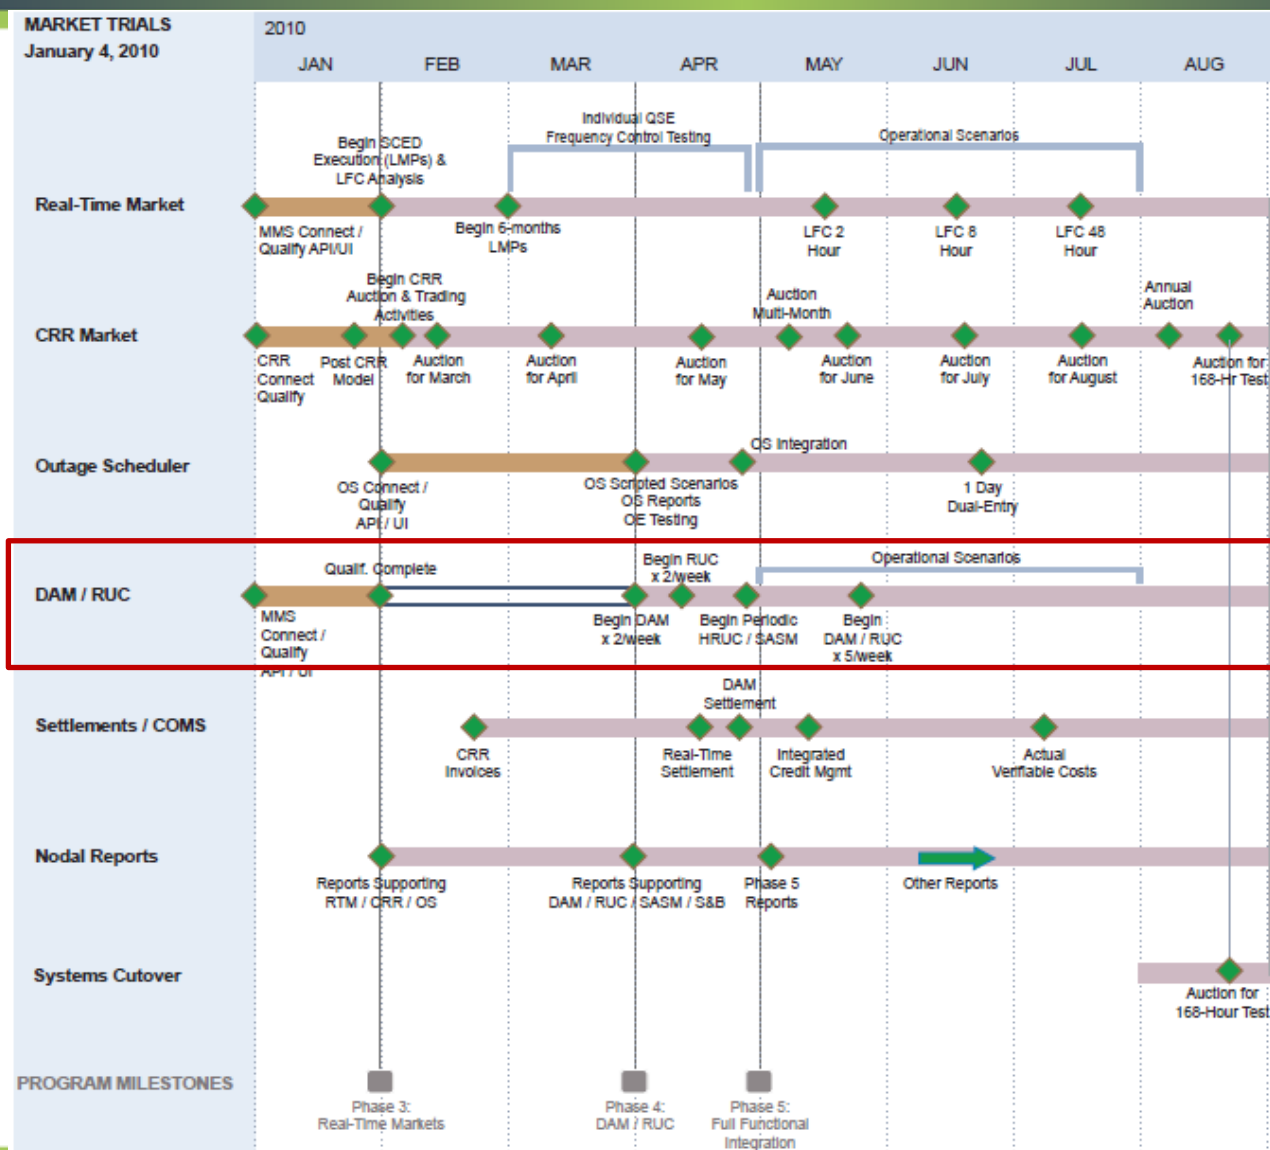 MARKET TRIALS
January 4, 2010
2010
JAN FEB MAR APR MAY JUN JUL AUG
Real-Time Market
Begin SCED
Execution (LMPs) &
LFC Analysis
Individual QSE
Frequency Control Testing
Operational Scenarios
MMS Connect /
Qualify API/UI
Begin 6-months
LMPs
LFC 2
Hour
LFC 8
Hour
LFC 48
Hour
CRR Market
Begin CRR
Auction & Trading
Activities
Auction
Multi-Month
Annual
Auction
CRR
Connect
Qualify
Post CRR
Model
Auction
for March
Auction
for April
Auction
for May
Auction
for June
Auction
for July
Auction
for August
Auction for
168-Hr Test
Outage Scheduler
OS Integration
OS Connect /
Qualify
API / UI
OS Scripted Scenarios
OS Reports
OE Testing
1 Day
Dual-Entry
DAM / RUC
Qualif. Complete
Begin RUC
x 2/week
Operational Scenarios
MMS
Connect /
Qualify
API / UI
Begin DAM
x 2/week
Begin Periodic
HRUC / SASM
Begin
DAM / RUC
x 5/week
Settlements / COMS
DAM
Settlement
CRR
Invoices
Real-Time
Settlement
Integrated
Credit Mgmt
Actual
Verifiable Costs
Nodal Reports
Reports Supporting
RTM / CRR / OS
Reports Supporting
DAM / RUC / SASM / S&B
Phase 5
Reports
Other Reports
Systems Cutover
Auction for
168-Hour Test
PROGRAM MILESTONES
Phase 3:
Real-Time Markets
Phase 4:
DAM / RUC
Phase 5:
Full Functional
Integration